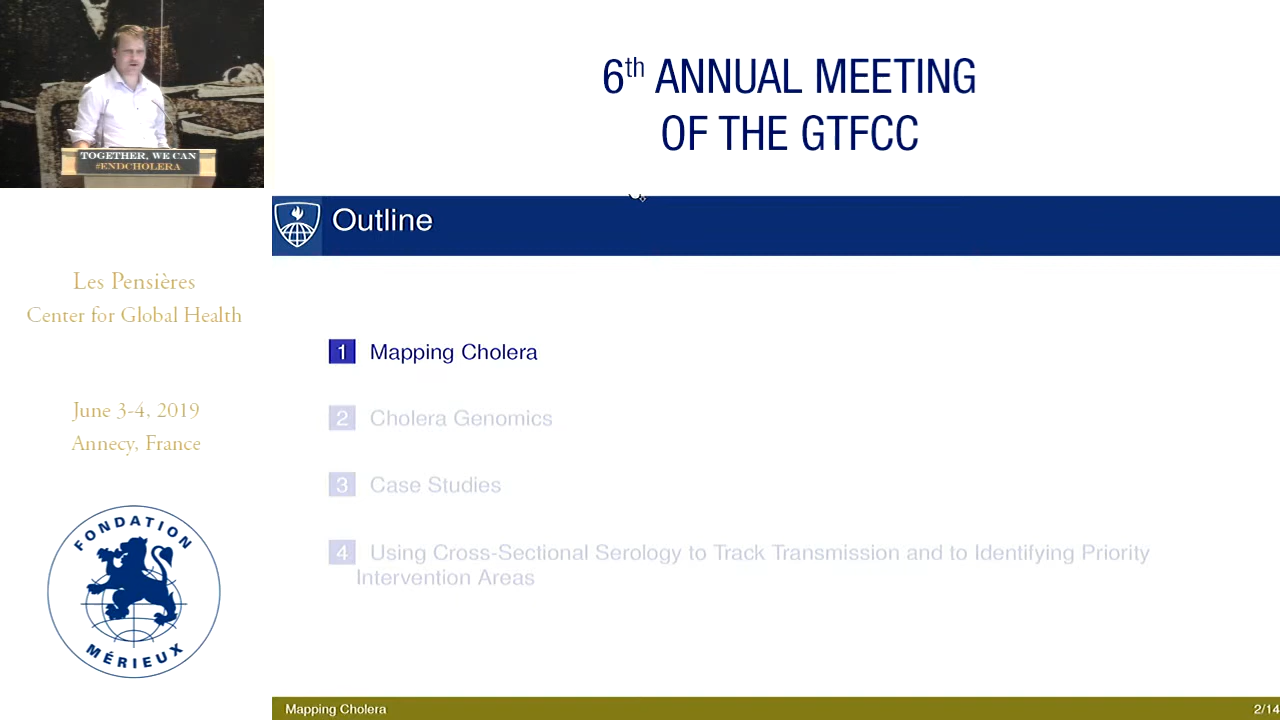 6th ANNUAL MEETING
OF THE GTFCC
TOGETHER, WE CAN
#ENDCHOLERA
Outline
Les Pensières
Center for Global Health
June 3-4, 2019
Annecy, France
FONDATION
MÉRIEUX
1 Mapping Cholera
2 Cholera Genomics
3 Case Studies
4 Using Cross-Sectional Serology to Track Transmission and to Identifying Priority
Intervention Areas
Mapping Cholera
2/14